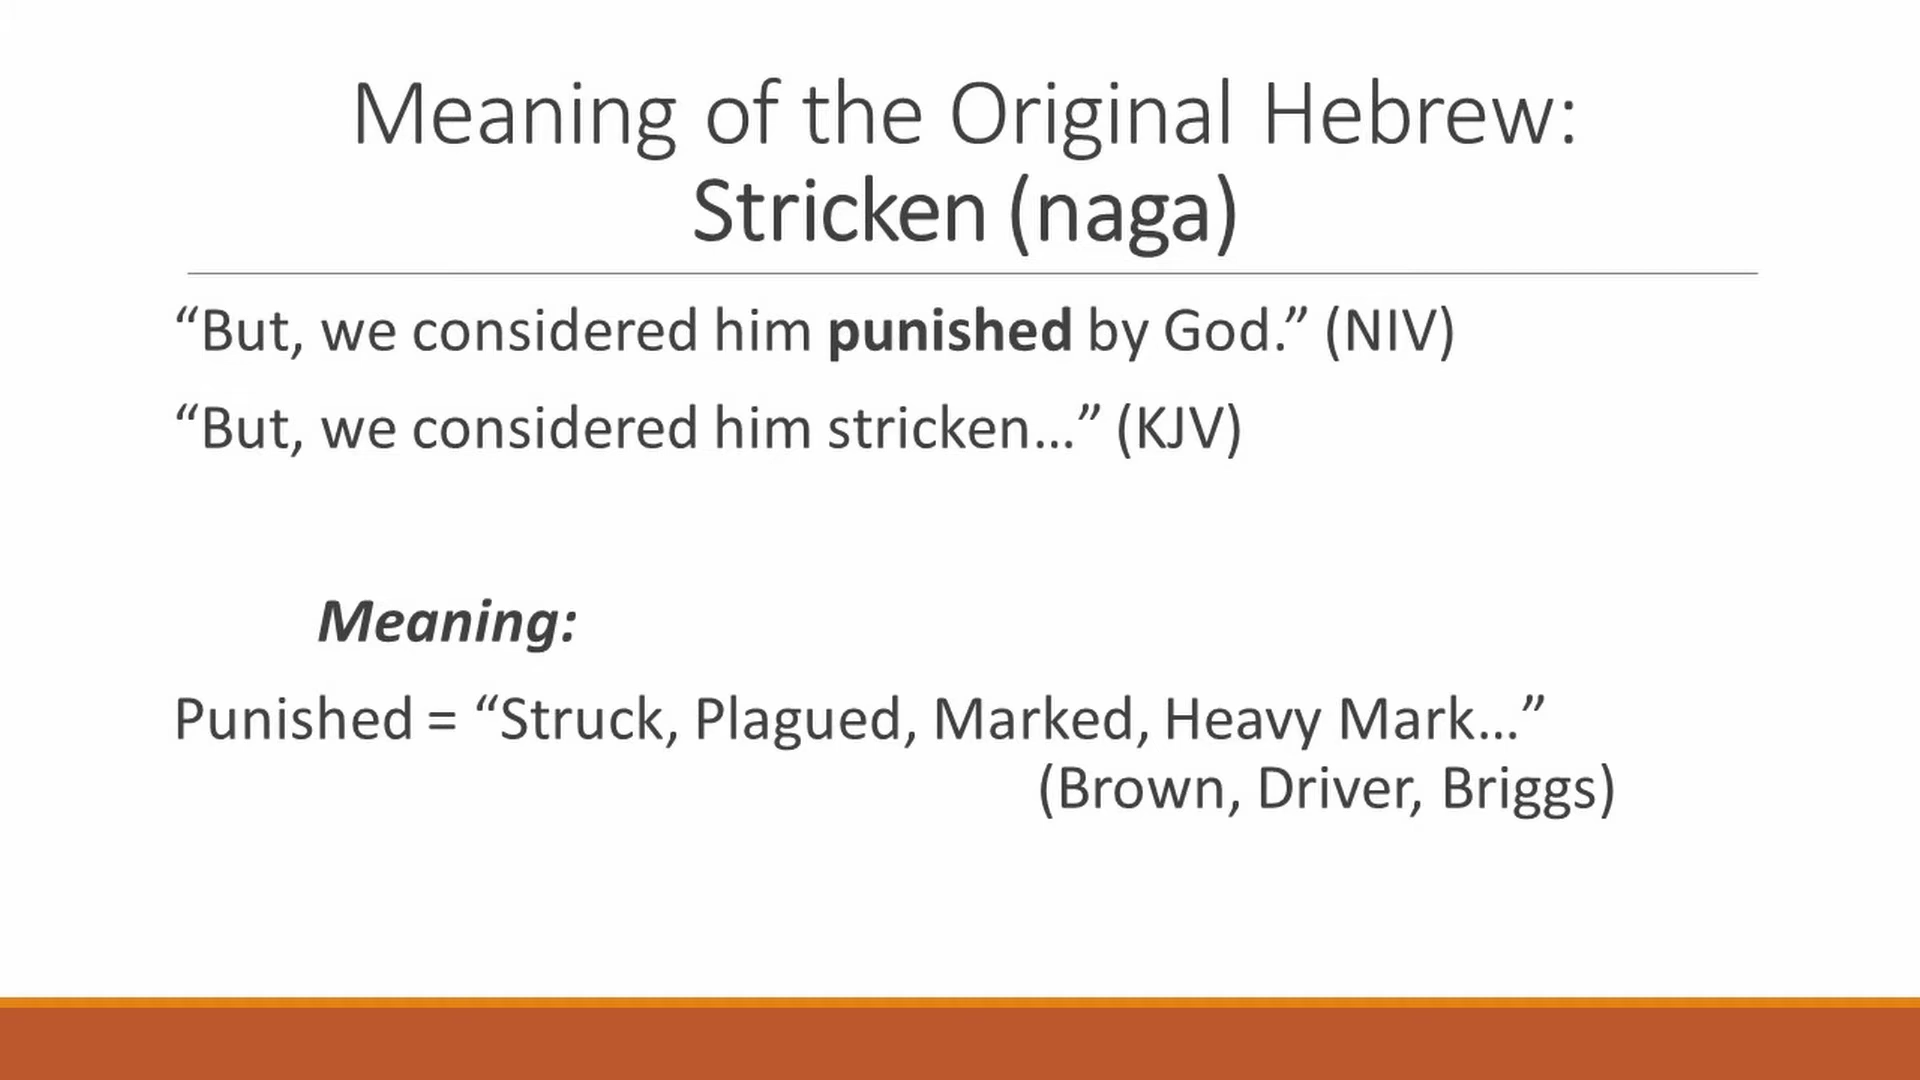 Meaning of the Original Hebrew:
Stricken (naga)
“But, we considered him punished by God.” (NIV)
“But, we considered him stricken…” (KJV)
Meaning:
Punished = “Struck, Plagued, Marked, Heavy Mark…”
(Brown, Driver, Briggs)